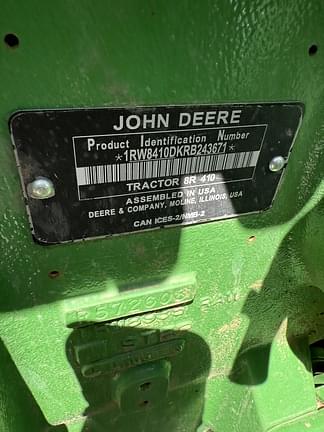 JOHN DEERE
Product Identification Number
*1RW8410DKRB243671*
TRACTOR 8R 410
ASSEMBLED IN USA
DEERE & COMPANY, MOLINE, ILLINOIS, USA
CAN ICES-2/NMB-2